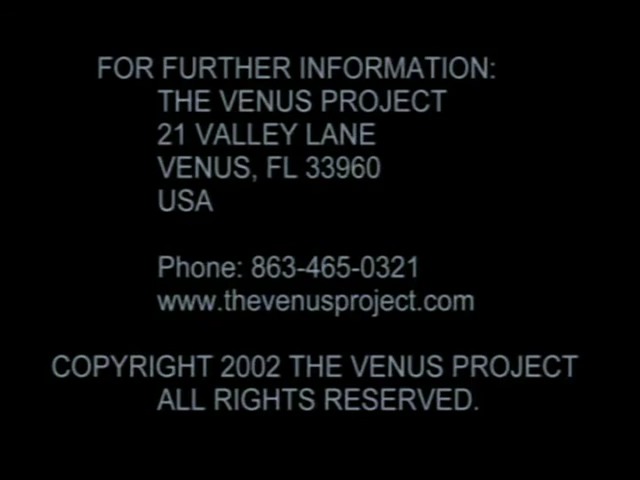 FOR FURTHER INFORMATION:
THE VENUS PROJECT
21 VALLEY LANE
VENUS, FL 33960
USA
Phone: 863-465-0321
www.thevenusproject.com
COPYRIGHT 2002 THE VENUS PROJECT
ALL RIGHTS RESERVED.